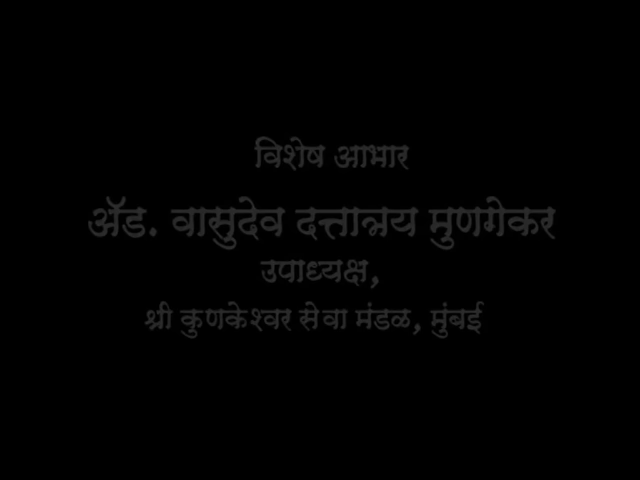 विशेष आभार
ॲड. वासुदेव दत्तात्रय मुणगेकर
उपाध्यक्ष,
श्री कुणकेश्वर सेवा मंडळ, मुंबई